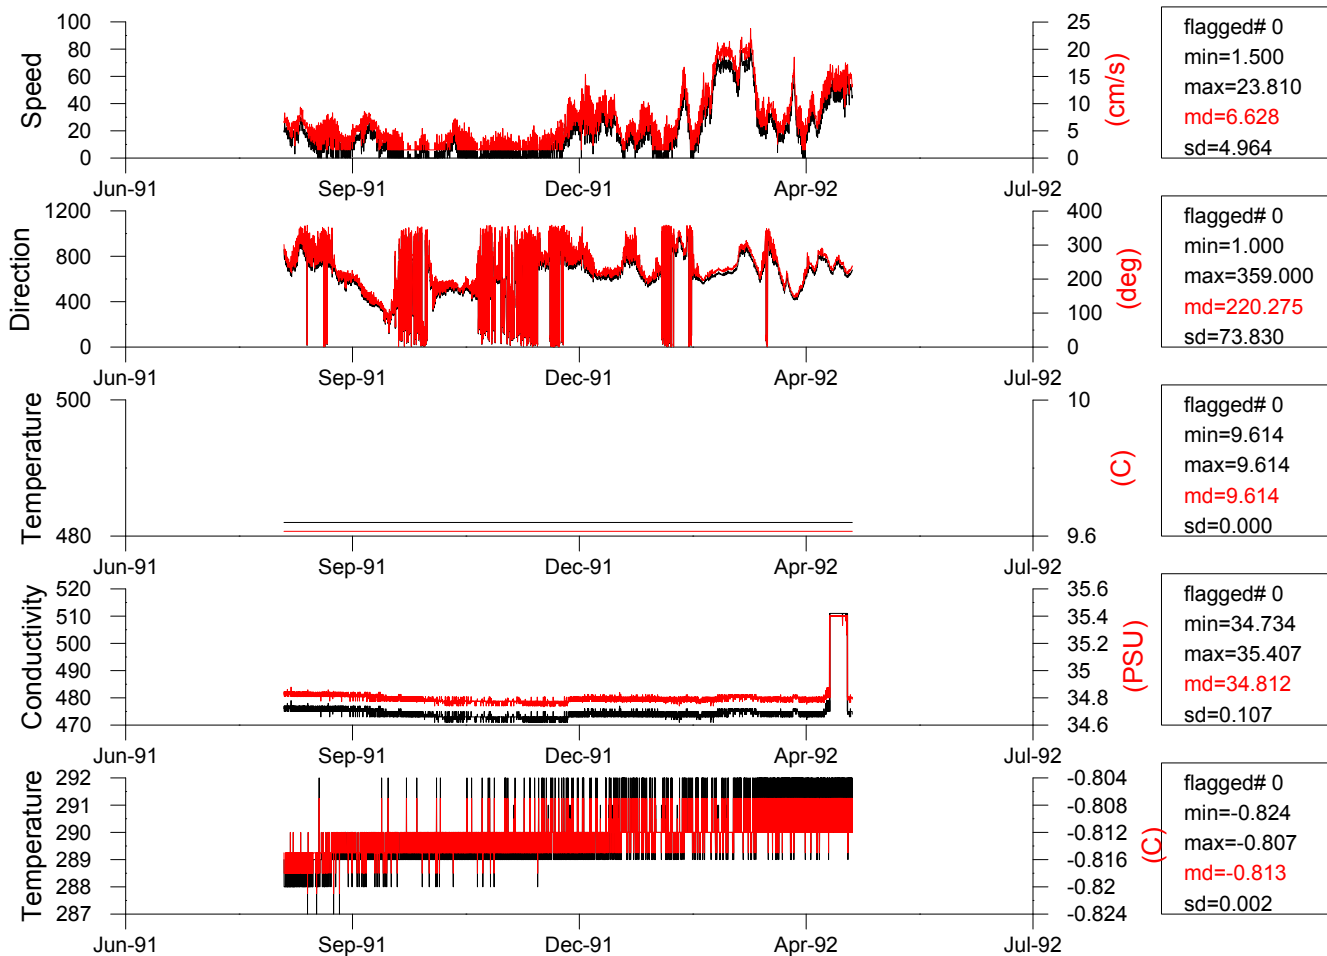 Speed
100
80
60
40
20
0
25
20
15
10
5
0
(cm/s)
Jun-91 Sep-91 Dec-91 Apr-92 Jul-92
flagged# 0
min=1.500
max=23.810
md=6.628
sd=4.964
Direction
1200
800
400
0
400
300
200
100
0
(deg)
Jun-91 Sep-91 Dec-91 Apr-92 Jul-92
flagged# 0
min=1.000
max=359.000
md=220.275
sd=73.830
Temperature
500
480
10
9.6
(C)
Jun-91 Sep-91 Dec-91 Apr-92 Jul-92
flagged# 0
min=9.614
max=9.614
md=9.614
sd=0.000
Conductivity
520
510
500
490
480
470
35.6
35.4
35.2
35
34.8
34.6
(PSU)
Jun-91 Sep-91 Dec-91 Apr-92 Jul-92
flagged# 0
min=34.734
max=35.407
md=34.812
sd=0.107
Temperature
292
291
290
289
288
287
-0.804
-0.808
-0.812
-0.816
-0.82
-0.824
(C)
Jun-91 Sep-91 Dec-91 Apr-92 Jul-92
flagged# 0
min=-0.824
max=-0.807
md=-0.813
sd=0.002